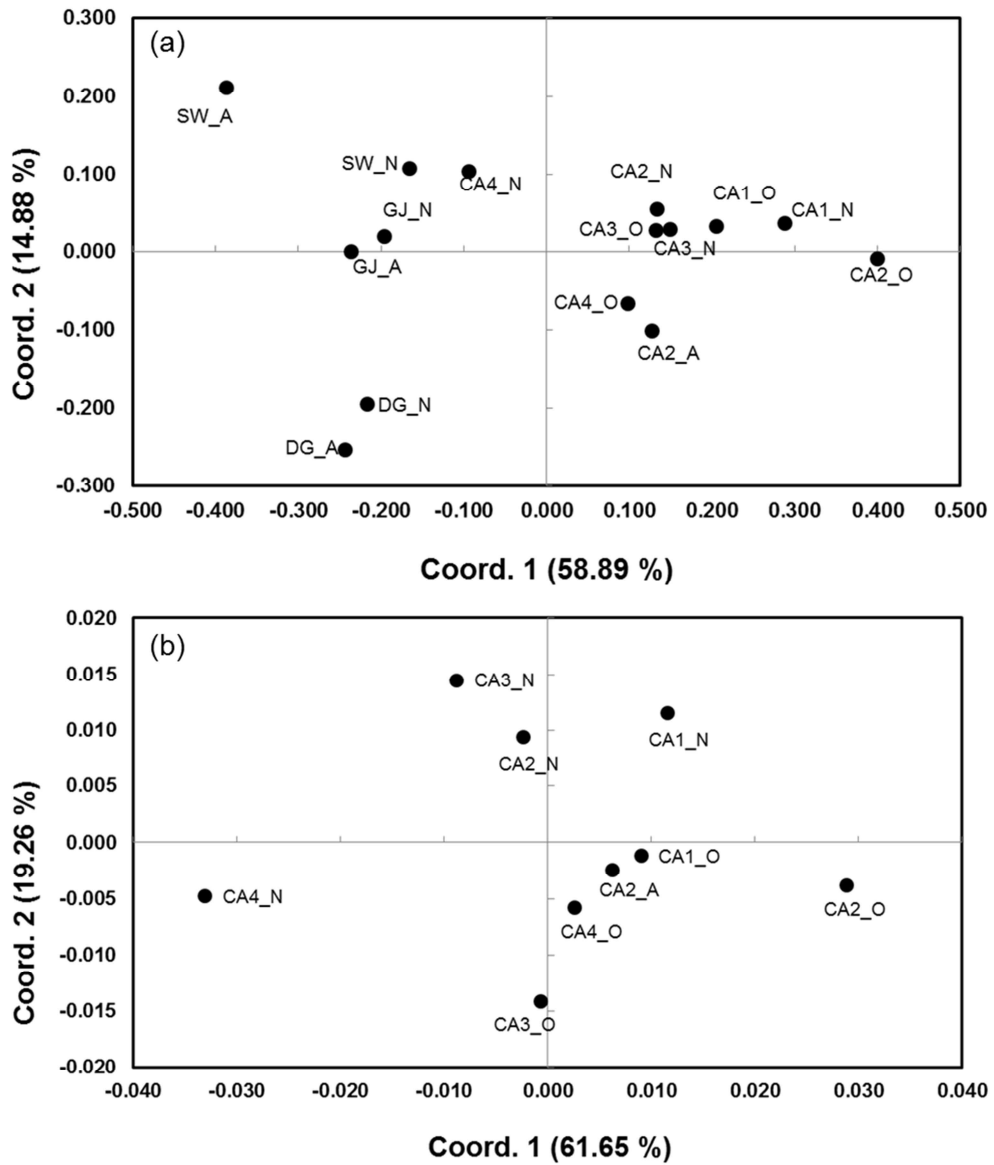 0.300
(a)
0.200
SW_A
SW_N
CA4_N
CA2_N
0.100
GJ_N
CA1_O
CA1_N
CA3_O
CA3_N
0.000
GJ_A
CA2_O
CA4_O
-0.100
CA2_A
-0.200
DG_N
DG_A
-0.300
-0.500 -0.400 -0.300 -0.200 -0.100 0.000 0.100 0.200 0.300 0.400 0.500
Coord. 2 (14.88 %)
Coord. 1 (58.89 %)
0.020
(b)
0.015
CA3_N
0.010
CA1_N
CA2_N
0.005
0.000
CA1_O
CA2_A
-0.005
CA4_N
CA2_O
CA4_O
-0.010
-0.015
CA3_O
-0.020
-0.040 -0.030 -0.020 -0.010 0.000 0.010 0.020 0.030 0.040
Coord. 2 (19.26 %)
Coord. 1 (61.65 %)